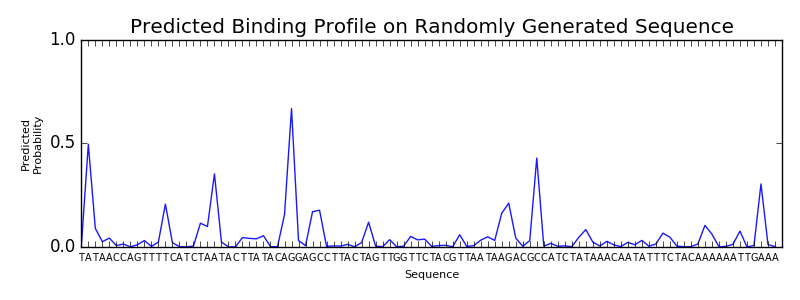 Predicted Binding Profile on Randomly Generated Sequence
1.0
0.5
0.0
Predicted
Probability
TATAACCAGTTTTCATCTAATACTTATACAGGAGCCTTACTAGTTGGTTCTACGTTAATAAGACGCCATCTATAAACAATATTTCTACAAAAAATTGAAA
Sequence